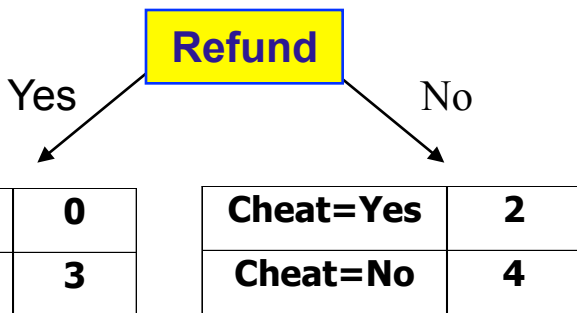 Refund
Yes
No
0
Cheat=Yes 2
3
Cheat=No 4